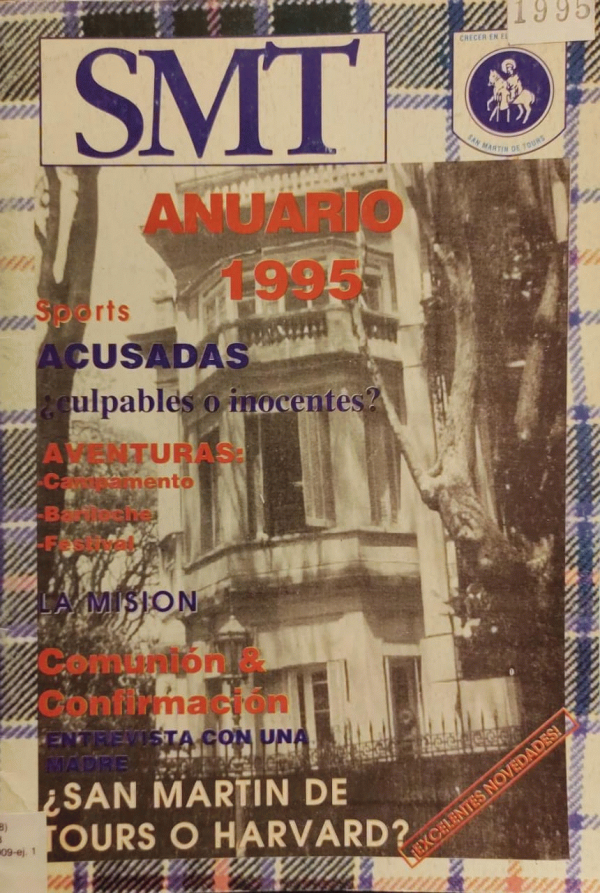 1995
SMT
CRECER EN EL
SAN MARTIN DE TOURS
ANUARIO
1995
Sports
ACUSADAS
¿culpables o inocentes?
AVENTURAS:
-Campamento
-Bariloche
-Festival
LA MISION
Comunión &
Confirmación
ENTREVISTA CON UNA
MADRE
¿SAN MARTIN DE
TOURS O HARVARD?
¡EXCELENTES NOVEDADES!